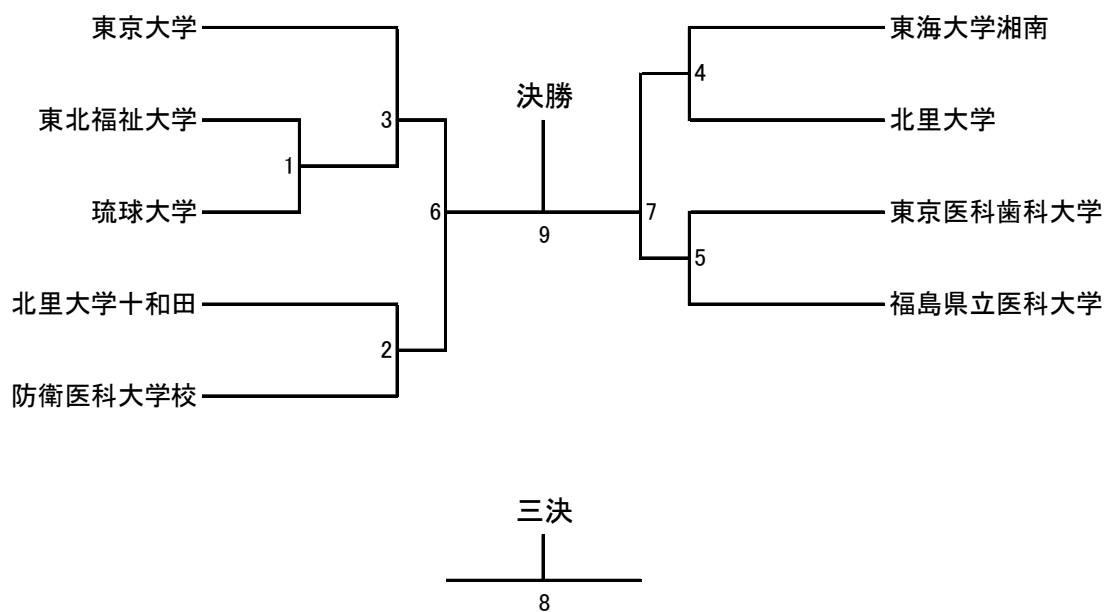 東京大学
東北福祉大学
琉球大学
北里大学十和田
防衛医科大学校
1
3
2
6
決勝
9
7
4
5
東海大学湘南
北里大学
東京医科歯科大学
福島県立医科大学
三決
8